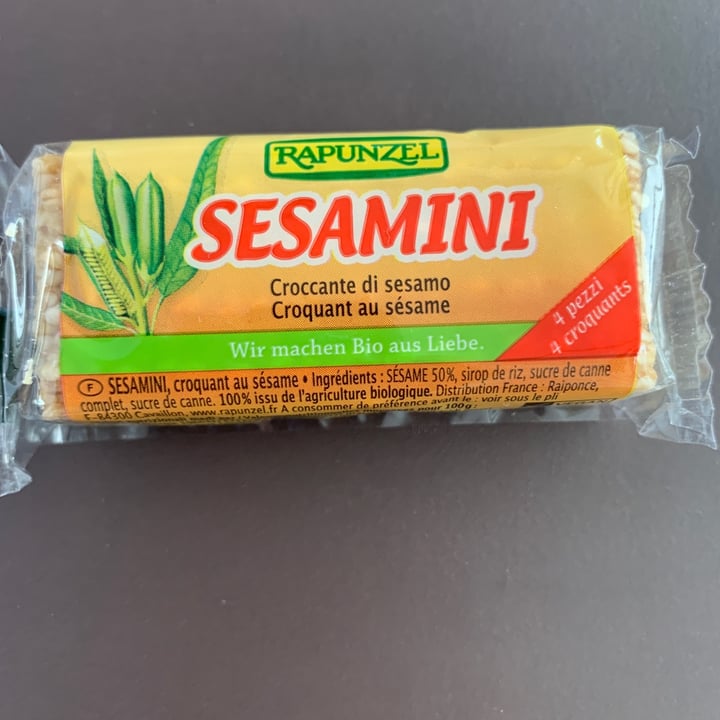 RAPUNZEL
SESAMINI
Croccante di sesamo
Croquant au sésame
4 pezzi
4 croquants
Wir machen Bio aus Liebe.
F SESAMINI, croquant au sésame • Ingrédients : SÉSAME 50%, sirop de riz, sucre de canne
complet, sucre de canne. 100% issu de l'agriculture biologique. Distribution France : Raiponce,
F-84300 Cavaillon, www.rapunzel.fr A consommer de préférence avant le : voir sous le pli
pour 100g: